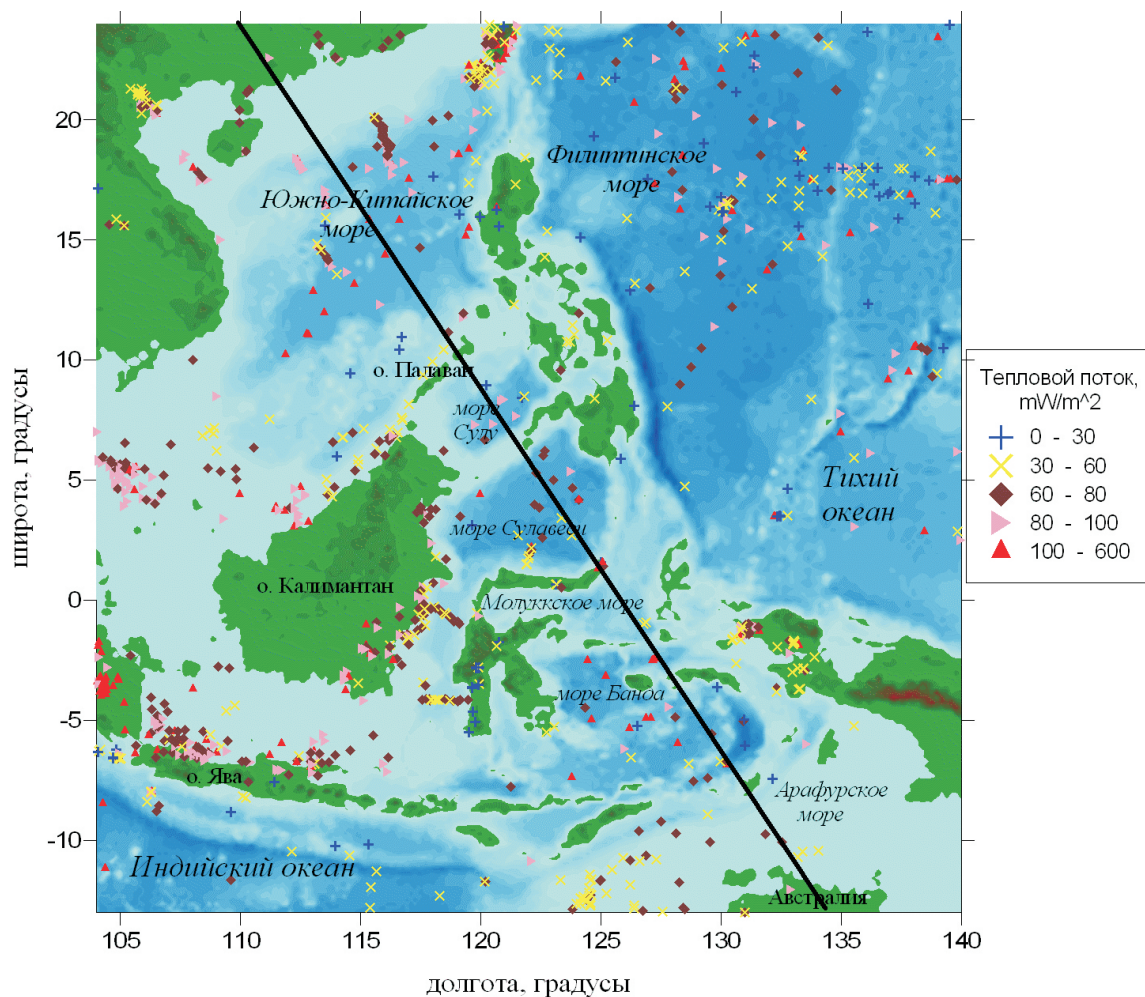 20
15
10
5
0
-5
-10
широта, градусы
105
110
115
120
125
130
135
140
долгота, градусы
Филиппинское
море
Южно-Китайское
море
о. Палаван
море
Сулу
Тихий
океан
море Сулавеси
о. Калимантан
Молуккское море
море Банда
о. Ява
Арафурское
море
Индийский океан
Австралия
Тепловой поток,
mW/m^2
0 - 30
30 - 60
60 - 80
80 - 100
100 - 600